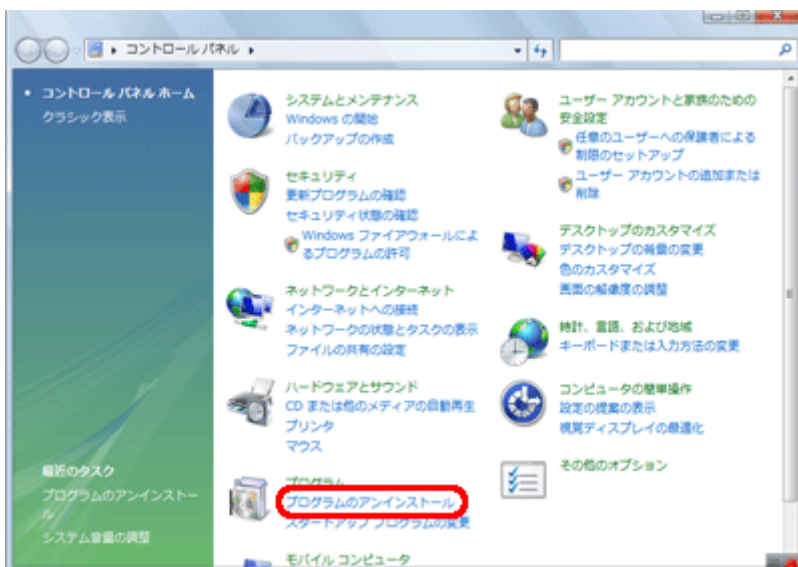 コントロール パネル
コントロール パネル ホーム
クラシック表示
最近のタスク
プログラムのアンインストー
ル
システム音量の調整
システムとメンテナンス
Windows の開始
バックアップの作成
セキュリティ
更新プログラムの確認
セキュリティ状態の確認
Windows ファイアウォールによ
るプログラムの許可
ネットワークとインターネット
インターネットへの接続
ネットワークの状態とタスクの表示
ファイルの共有の設定
ハードウェアとサウンド
CD または他のメディアの自動再生
プリンタ
マウス
プログラム
プログラムのアンインストール
スタートアップ プログラムの変更
モバイル コンピュータ
ユーザー アカウントと家族のための
安全設定
任意のユーザーへの保護者による
制限のセットアップ
ユーザー アカウントの追加または
削除
デスクトップのカスタマイズ
デスクトップの背景の変更
色のカスタマイズ
画面の解像度の調整
時計、言語、および地域
キーボードまたは入力方法の変更
コンピュータの簡単操作
設定の提案の表示
視覚ディスプレイの最適化
その他のオプション